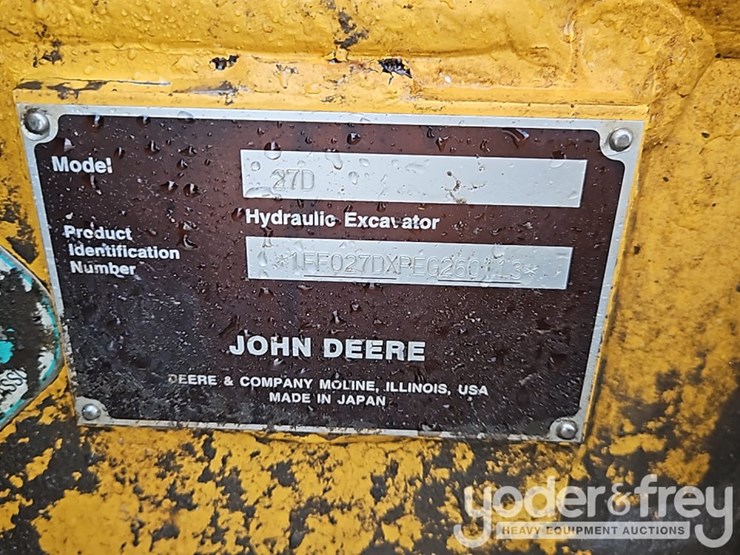 Model 27D
Hydraulic Excavator
Product
Identification
Number
JOHN DEERE
DEERE & COMPANY MOLINE, ILLINOIS, USA
MADE IN JAPAN
yoder&frey
HEAVY EQUIPMENT AUCTIONS